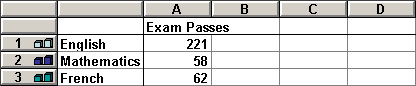 A B C D
Exam Passes
1 English 221
2 Mathematics 58
3 French 62